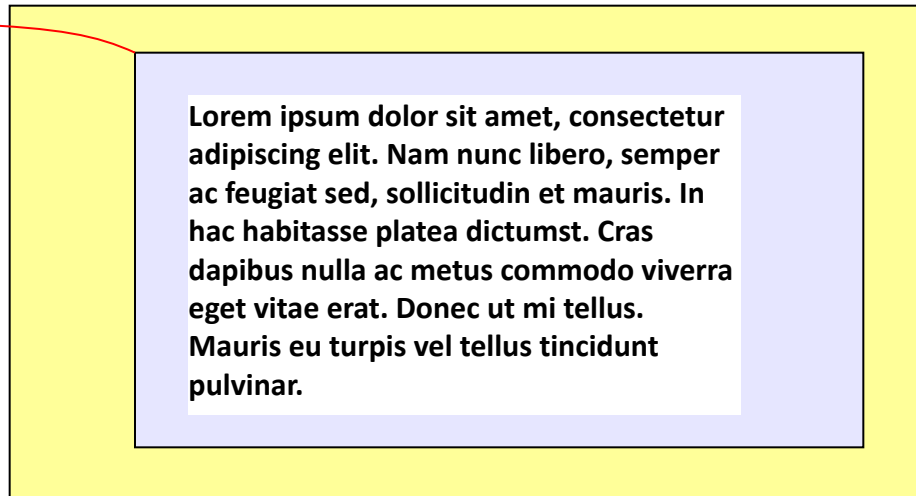 Lorem ipsum dolor sit amet, consectetur
adipiscing elit. Nam nunc libero, semper
ac feugiat sed, sollicitudin et mauris. In
hac habitasse platea dictumst. Cras
dapibus nulla ac metus commodo viverra
eget vitae erat. Donec ut mi tellus.
Mauris eu turpis vel tellus tincidunt
pulvinar.